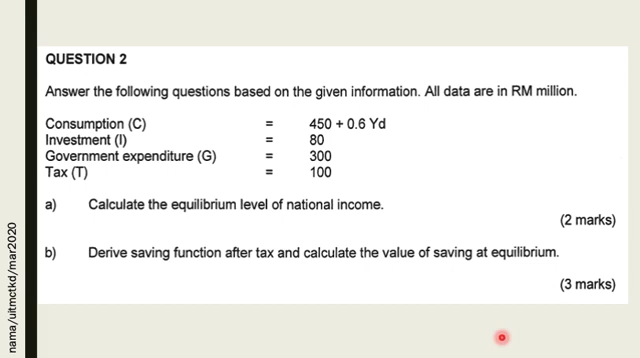 QUESTION 2
Answer the following questions based on the given information. All data are in RM million.
Consumption (C) = 450 + 0.6 Yd
Investment (I) = 80
Government expenditure (G) = 300
Tax (T) = 100
a) Calculate the equilibrium level of national income.
(2 marks)
b) Derive saving function after tax and calculate the value of saving at equilibrium.
(3 marks)
nama/uitmctkd/mar2020